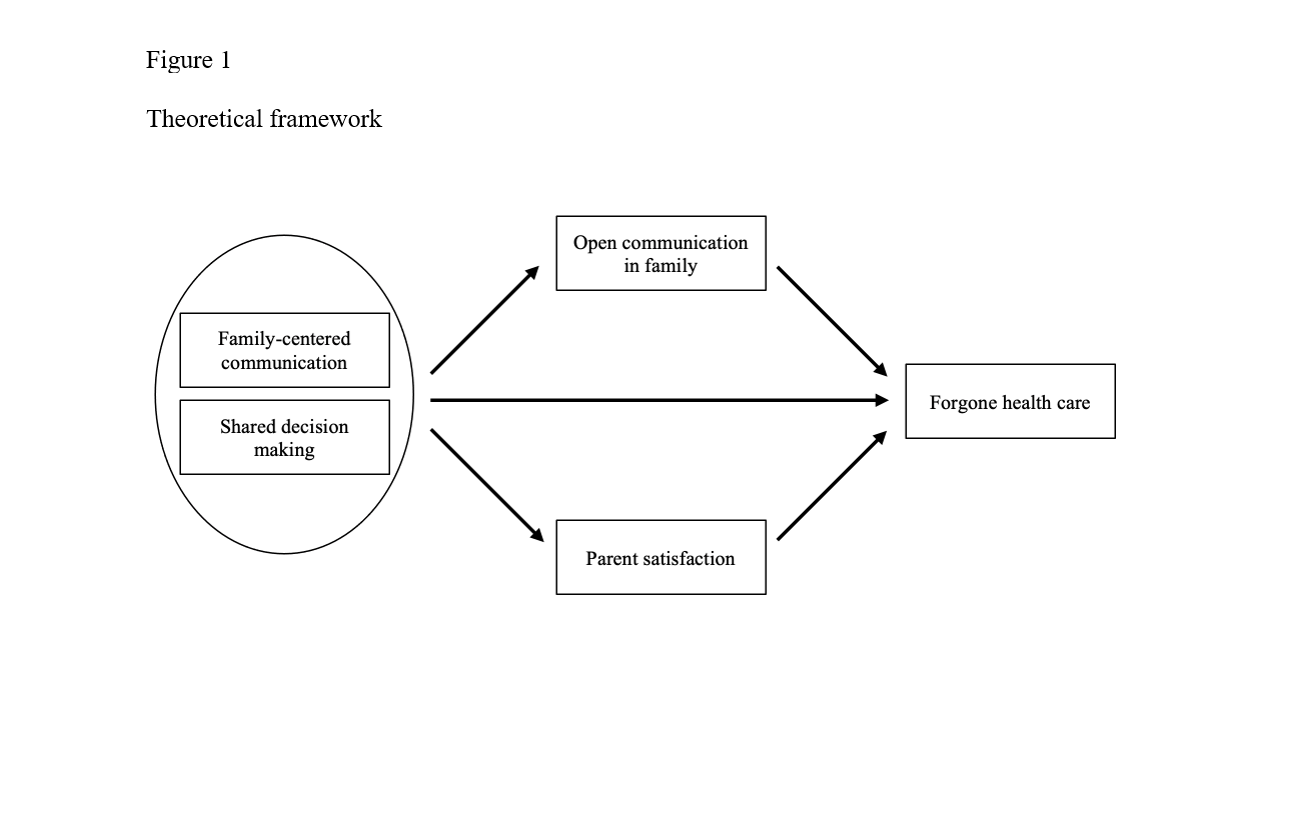 Figure 1
Theoretical framework
Open communication
in family
Family-centered
communication
Shared decision
making
Forgone health care
Parent satisfaction